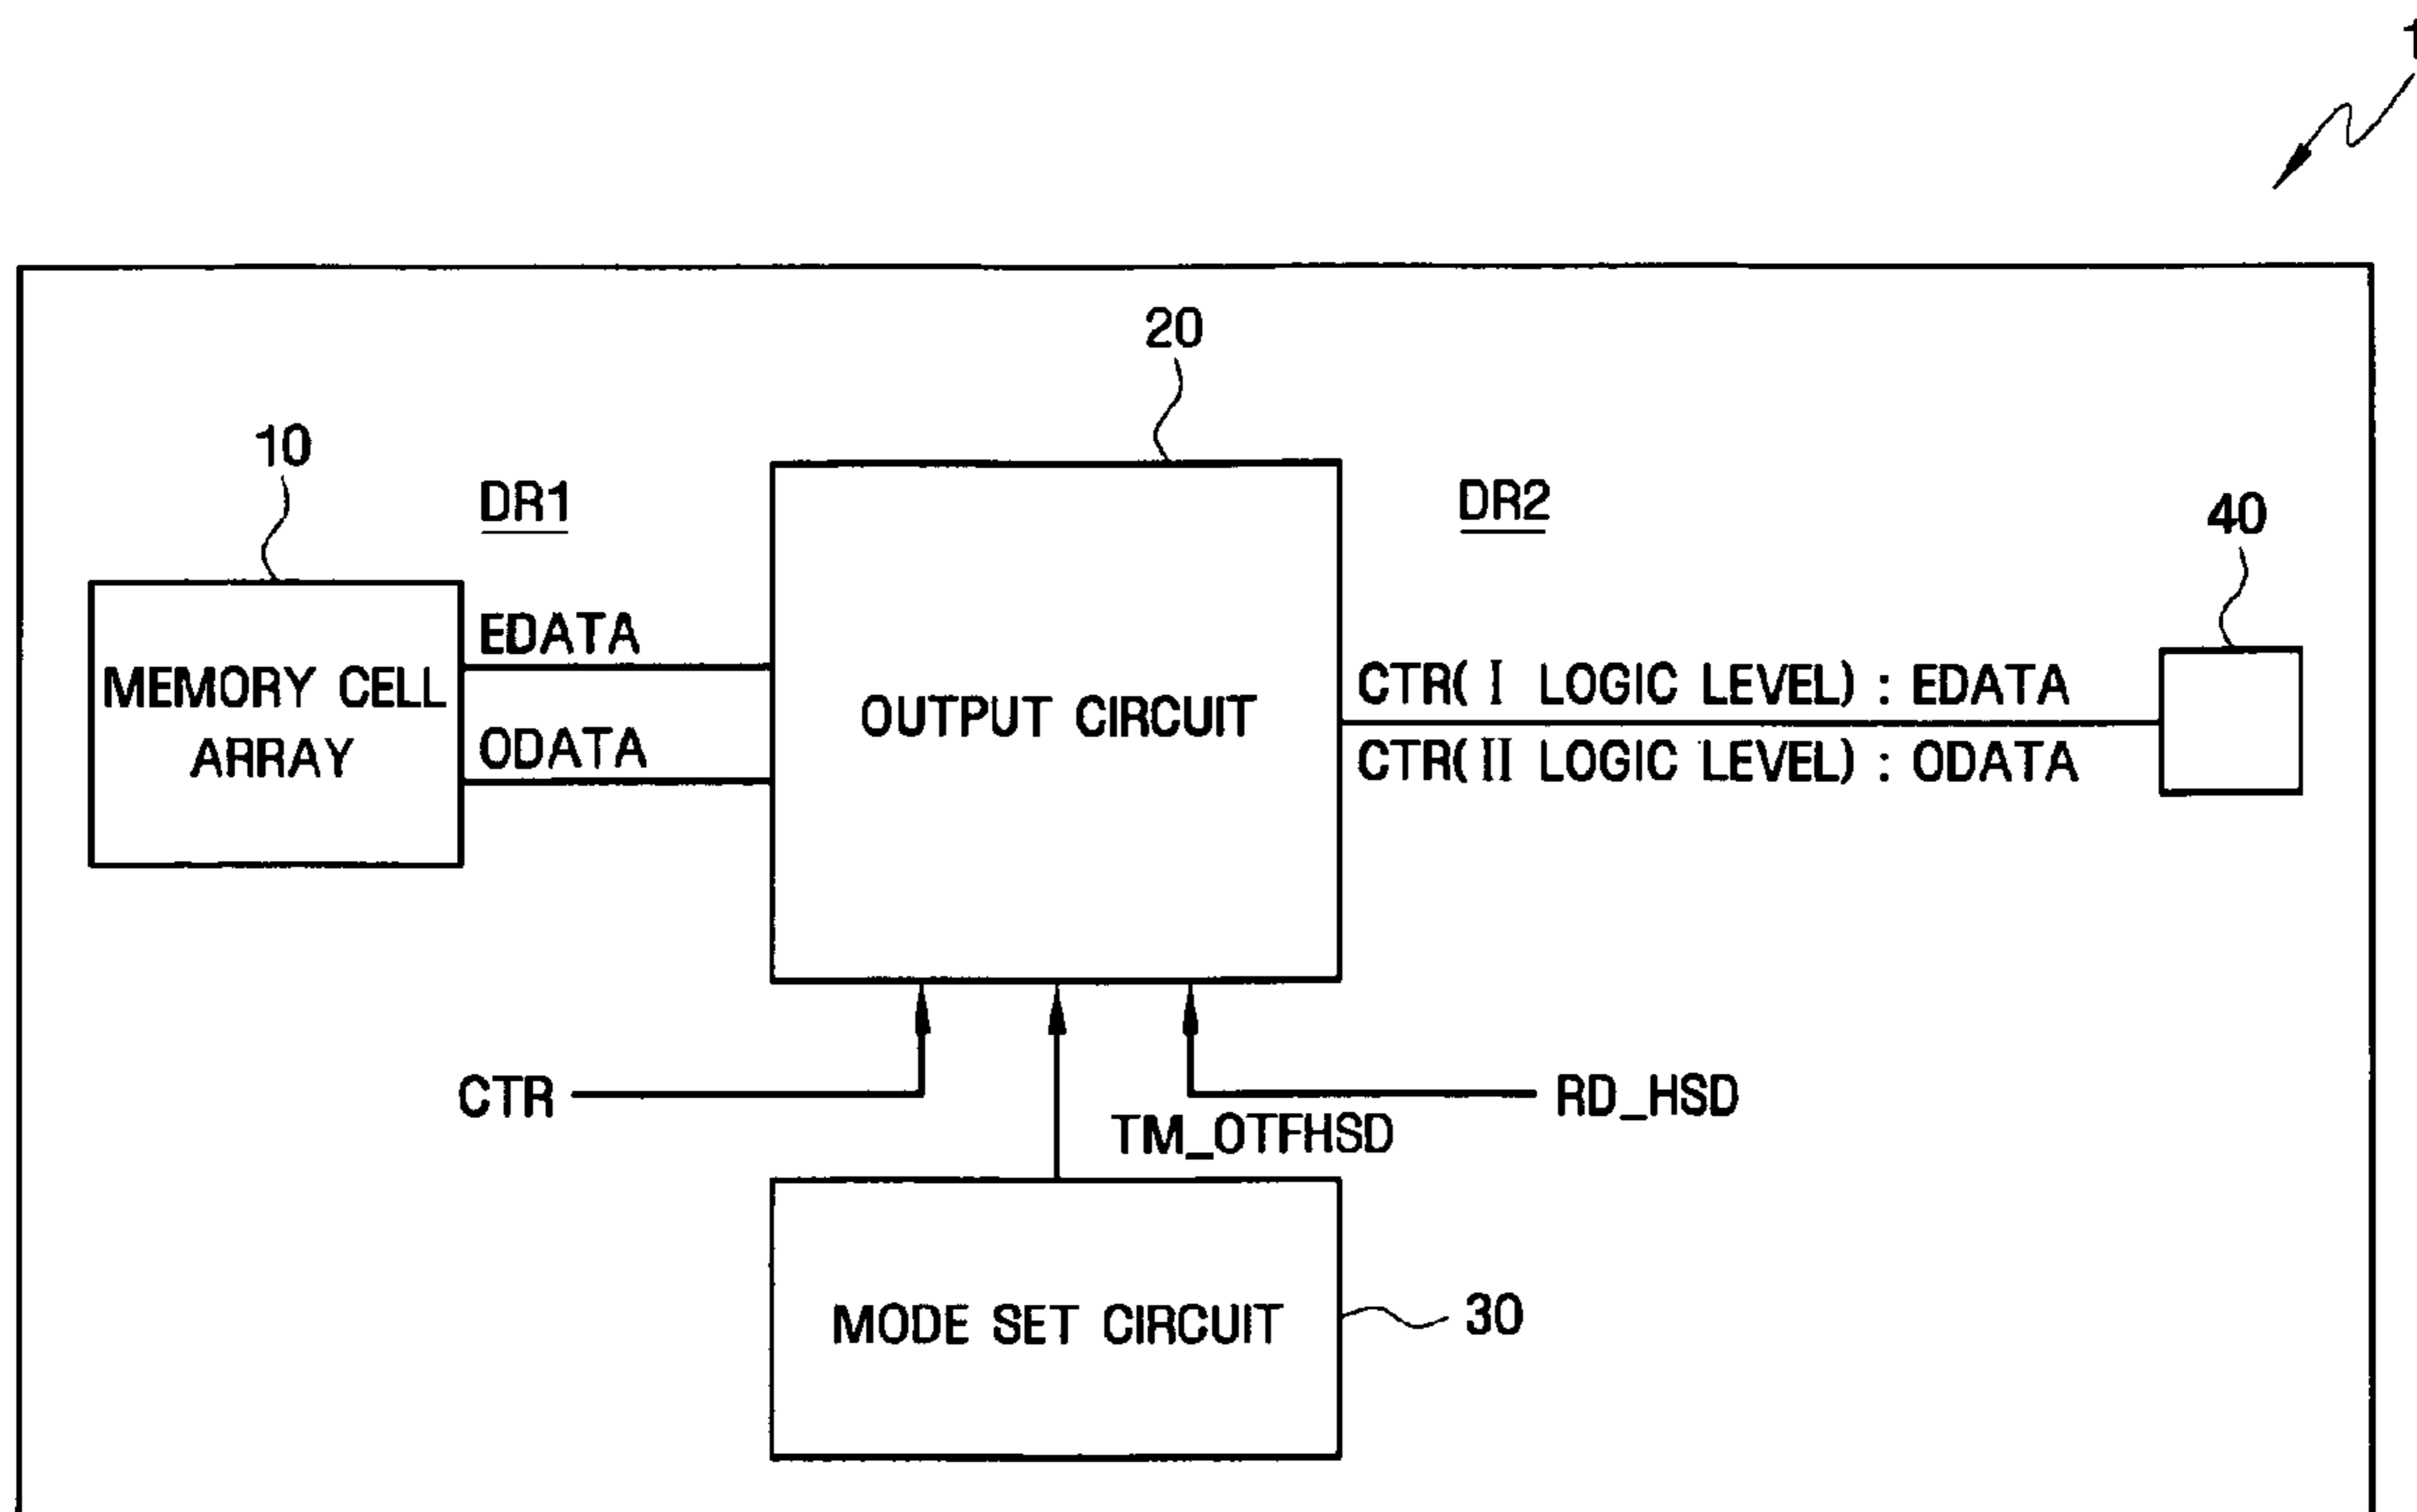 1
20
10
DR1
DR2
40
EDATA
MEMORY CELL
ARRAY
ODATA
OUTPUT CIRCUIT
CTR( I LOGIC LEVEL) : EDATA
CTR( II LOGIC LEVEL) : ODATA
CTR
RD_HSD
TM_OTFHSD
MODE SET CIRCUIT
30